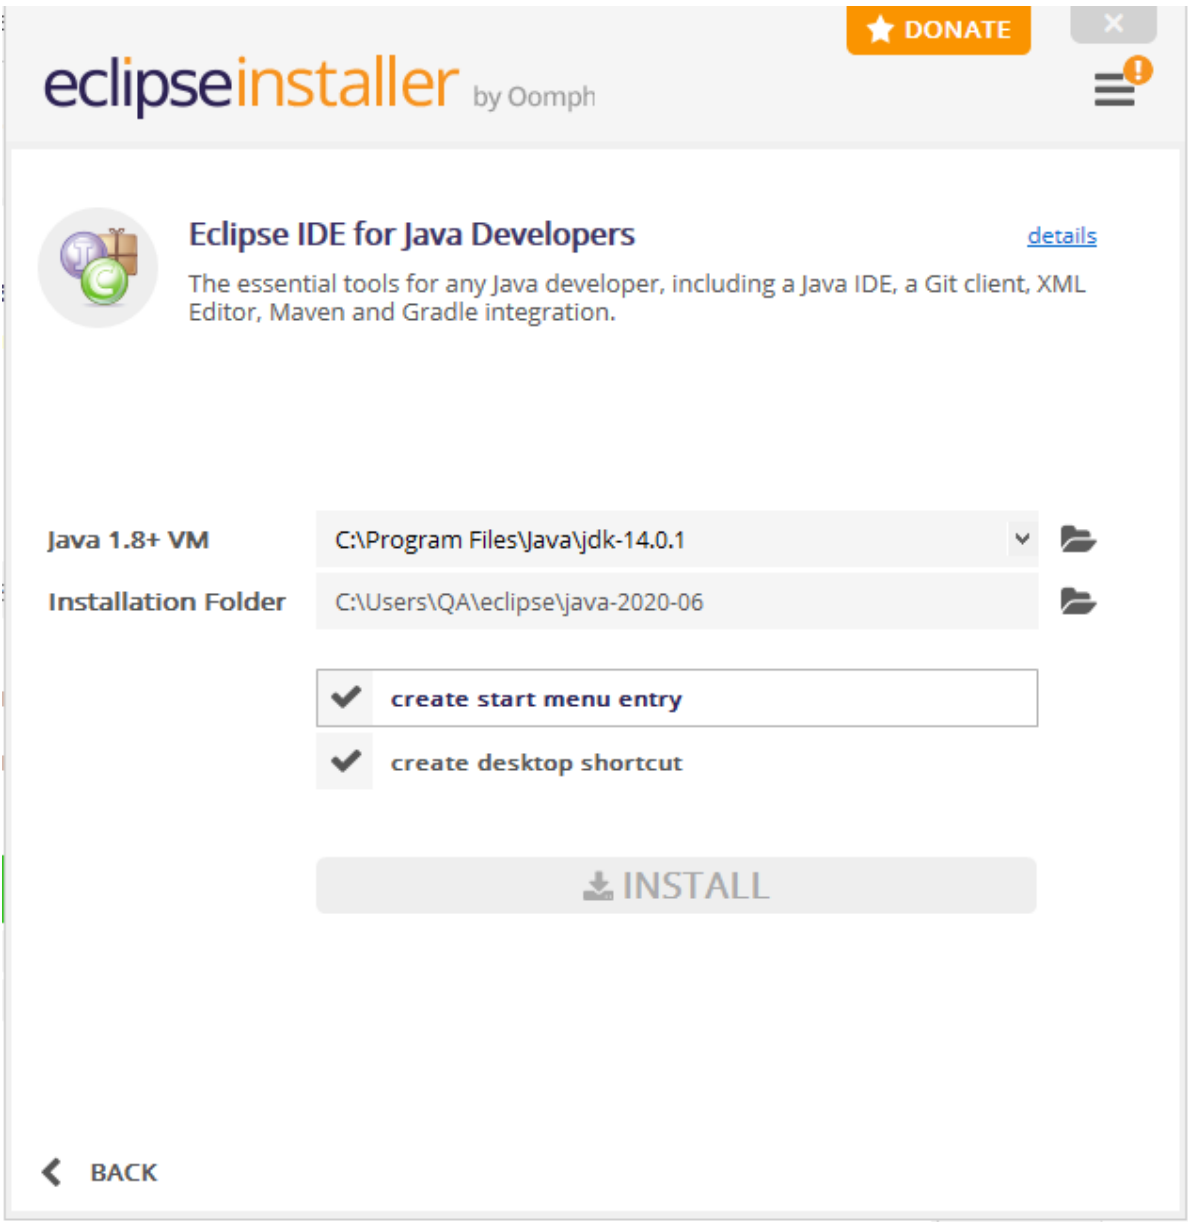 DONATE
eclipseinstaller by Oomph
Eclipse IDE for Java Developers
details
The essential tools for any Java developer, including a Java IDE, a Git client, XML
Editor, Maven and Gradle integration.
Java 1.8+ VM
C:\Program Files\Java\jdk-14.0.1
Installation Folder
C:\Users\QA\eclipse\java-2020-06
create start menu entry
create desktop shortcut
INSTALL
BACK